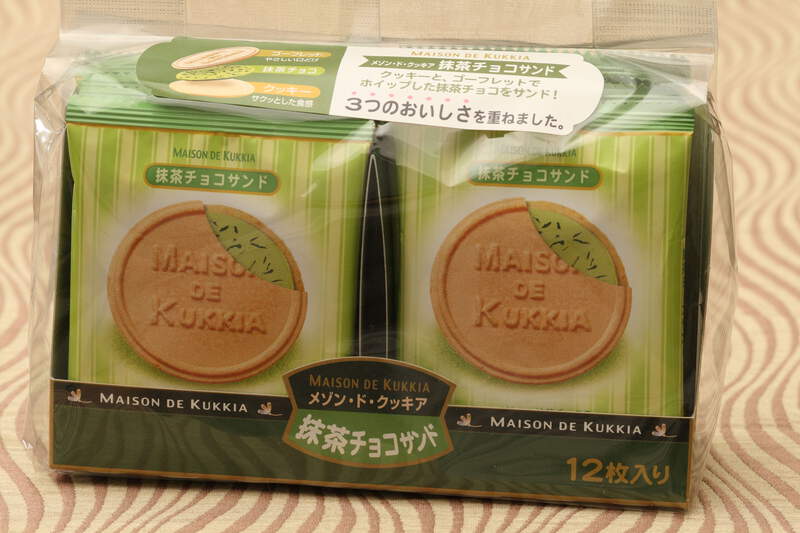 ゴーフレット
やさしい口どけ
抹茶チョコ
クッキー
サクッとした食感
MAISON DE KUKKIA
メゾン・ド・クッキア 抹茶チョコサンド
クッキーと、ゴーフレットで
ホイップした抹茶チョコをサンド!
3つのおいしさを重ねました。
MAISON DE KUKKIA
抹茶チョコサンド
MAISON
DE
KUKKIA
MAISON DE KUKKIA
抹茶チョコサンド
MAISON
DE
KUKKIA
MAISON DE KUKKIA
MAISON DE KUKKIA
メゾン・ド・クッキア
抹茶チョコサンド
MAISON DE KUKKIA
12枚入り